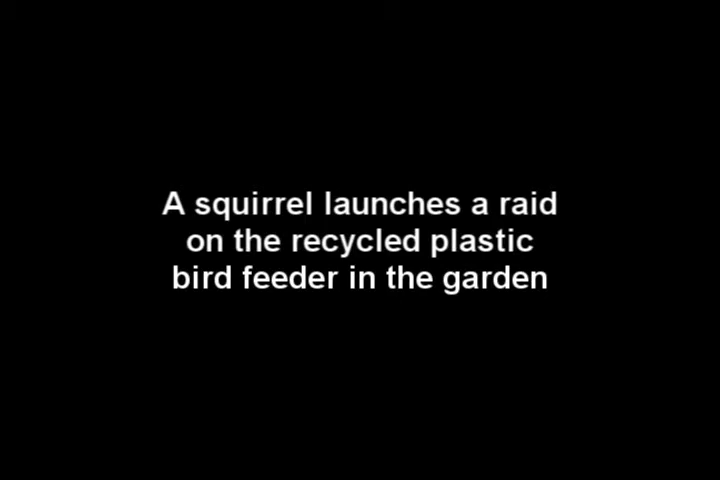 A squirrel launches a raid
on the recycled plastic
bird feeder in the garden